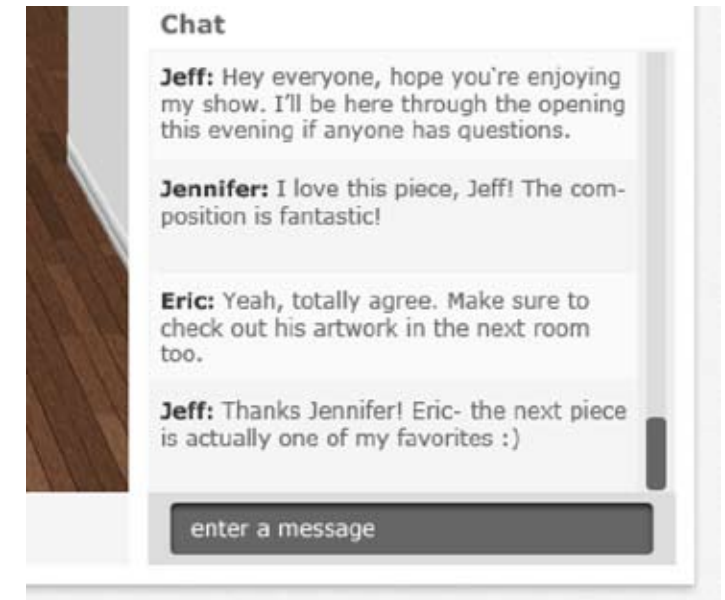 Chat
Jeff: Hey everyone, hope you`re enjoying
my show. I'll be here through the opening
this evening if anyone has questions.
Jennifer: I love this piece, Jeff! The com-
position is fantastic!
Eric: Yeah, totally agree. Make sure to
check out his artwork in the next room
too.
Jeff: Thanks Jennifer! Eric- the next piece
is actually one of my favorites :)
enter a message